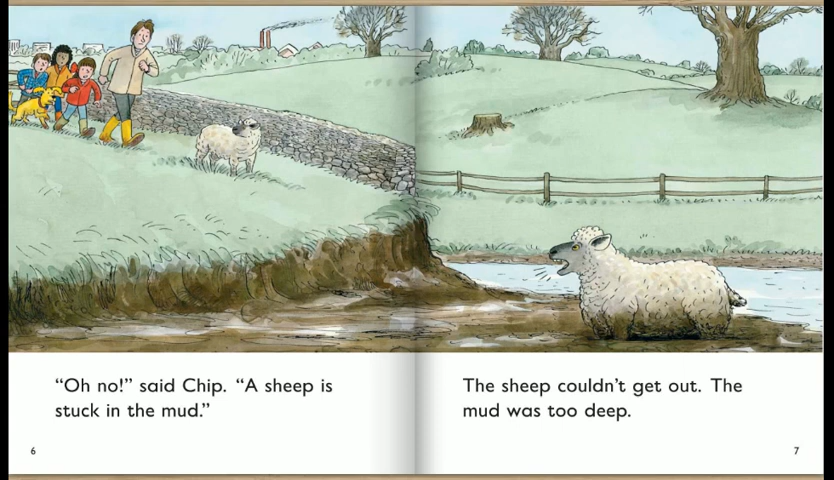 “Oh no!” said Chip. “A sheep is
stuck in the mud.”
6
The sheep couldn’t get out. The
mud was too deep.
7